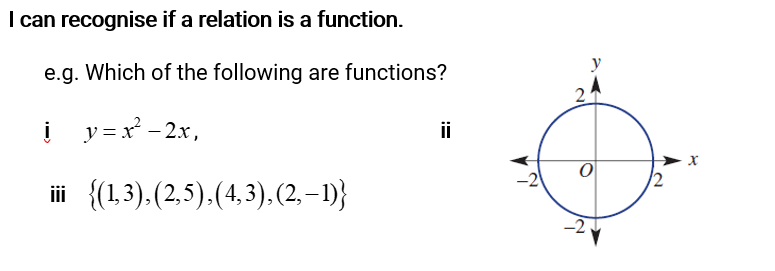 I can recognise if a relation is a function.
e.g. Which of the following are functions?
i y = x² – 2x,
ii
y
2
x
–2
O
2
–2
iii {(1,3),(2,5),(4,3),(2,–1)}